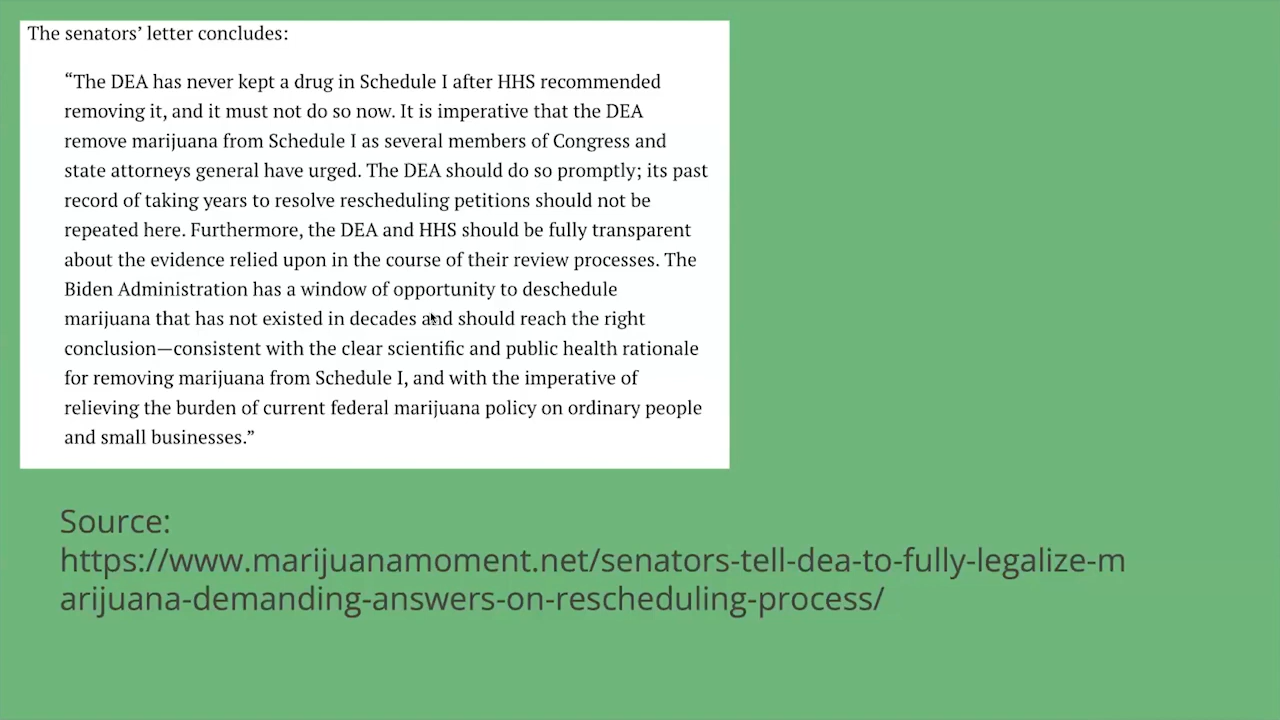 The senators’ letter concludes:
“The DEA has never kept a drug in Schedule I after HHS recommended
removing it, and it must not do so now. It is imperative that the DEA
remove marijuana from Schedule I as several members of Congress and
state attorneys general have urged. The DEA should do so promptly; its past
record of taking years to resolve rescheduling petitions should not be
repeated here. Furthermore, the DEA and HHS should be fully transparent
about the evidence relied upon in the course of their review processes. The
Biden Administration has a window of opportunity to deschedule
marijuana that has not existed in decades and should reach the right
conclusion—consistent with the clear scientific and public health rationale
for removing marijuana from Schedule I, and with the imperative of
relieving the burden of current federal marijuana policy on ordinary people
and small businesses.”
Source:
https://www.marijuanamoment.net/senators-tell-dea-to-fully-legalize-m
arijuana-demanding-answers-on-rescheduling-process/